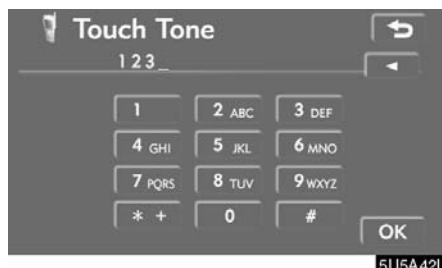 Touch Tone
123_
1 2 ABC 3 DEF
4 GHI 5 JKL 6 MNO
7 PQRS 8 TUV 9 WXYZ
* + 0 #
OK
5U5A42U